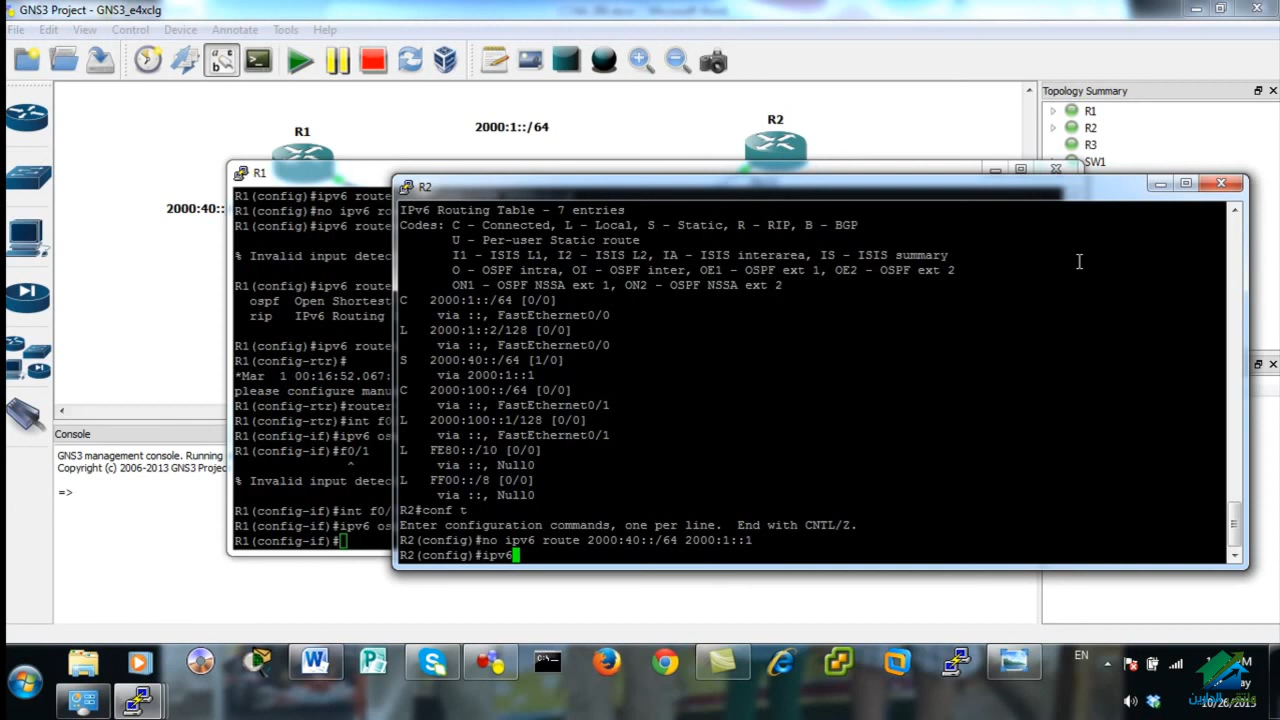 GNS3 Project - GNS3_e4xclg
File Edit View Control Device Annotate Tools Help
Topology Summary
R1
R2
R3
SW1
R1
2000:1::/64
R2
2000:40::
R1
R1(config)#ipv6 route
R1(config)#no ipv6 ro
R1(config)#ipv6 route
% Invalid input detec
R1(config)#ipv6 route
ospf Open Shortest
rip IPv6 Routing
R1(config)#ipv6 route
R1(config-rtr)#
*Mar 1 00:16:52.067:
please configure manu
R1(config-rtr)#router
R1(config-rtr)#int f0
R1(config-if)#ipv6 os
R1(config-if)#f0/1
^
% Invalid input detec
R1(config-if)#int f0/
R1(config-if)#ipv6 os
R1(config-if)#
R2
IPv6 Routing Table - 7 entries
Codes: C - Connected, L - Local, S - Static, R - RIP, B - BGP
U - Per-user Static route
I1 - ISIS L1, I2 - ISIS L2, IA - ISIS interarea, IS - ISIS summary
O - OSPF intra, OI - OSPF inter, OE1 - OSPF ext 1, OE2 - OSPF ext 2
ON1 - OSPF NSSA ext 1, ON2 - OSPF NSSA ext 2
C 2000:1::/64 [0/0]
via ::, FastEthernet0/0
L 2000:1::2/128 [0/0]
via ::, FastEthernet0/0
S 2000:40::/64 [1/0]
via 2000:1::1
C 2000:100::/64 [0/0]
via ::, FastEthernet0/1
L 2000:100::1/128 [0/0]
via ::, FastEthernet0/1
L FE80::/10 [0/0]
via ::, Null0
L FF00::/8 [0/0]
via ::, Null0
R2#conf t
Enter configuration commands, one per line. End with CNTL/Z.
R2(config)#no ipv6 route 2000:40::/64 2000:1::1
R2(config)#ipv6
Console
GNS3 management console. Running
Copyright (c) 2006-2013 GNS3 Projec
=>
EN
10/26/2013